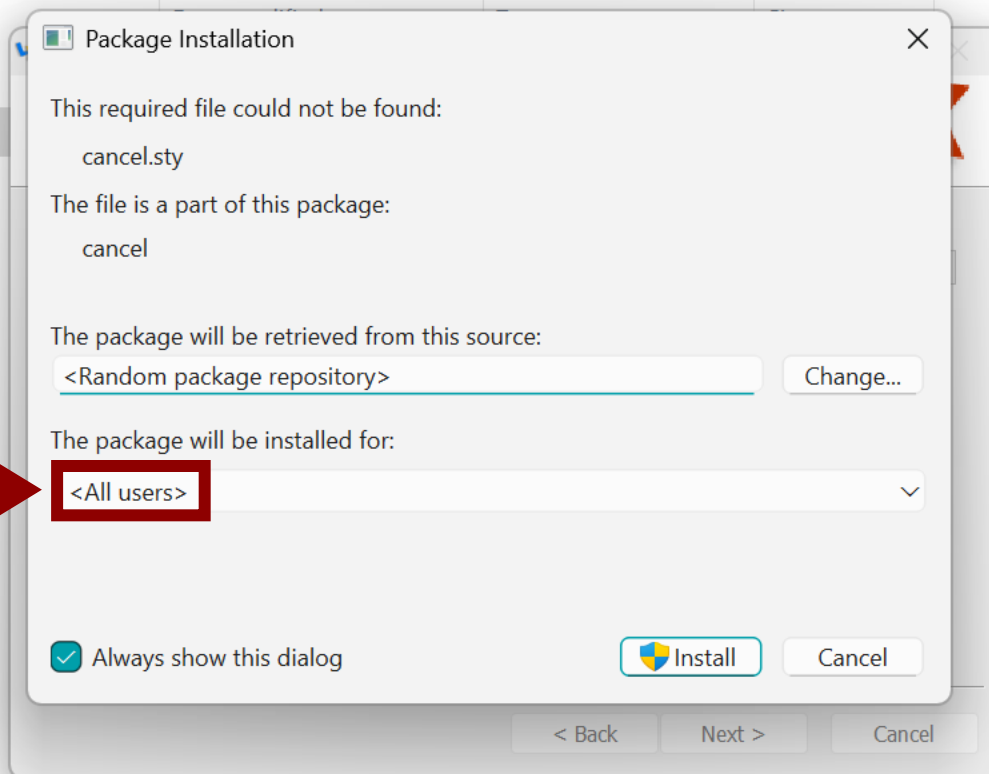 Package Installation
This required file could not be found:
cancel.sty
The file is a part of this package:
cancel
The package will be retrieved from this source:
<Random package repository>
Change...
The package will be installed for:
<All users>
Always show this dialog
Install
Cancel
< Back
Next >
Cancel